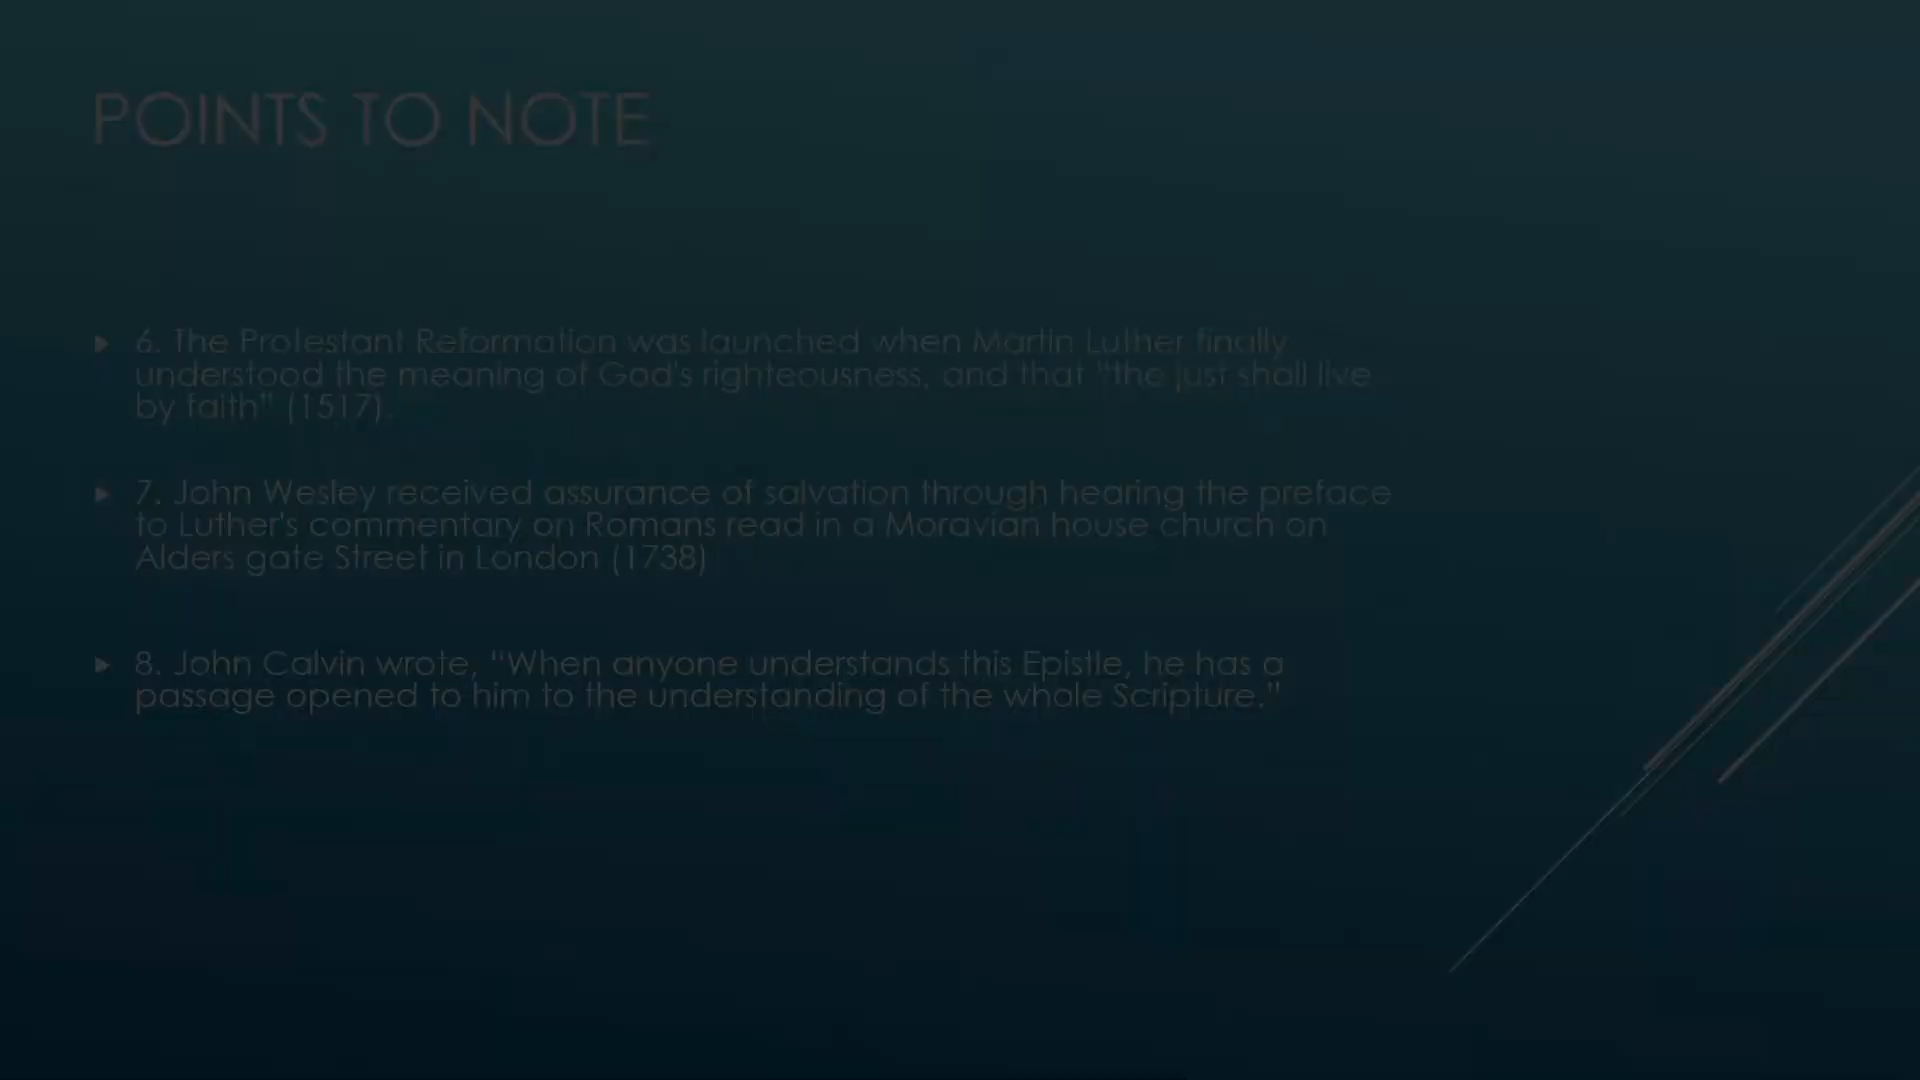 POINTS TO NOTE
6. The Protestant Reformation was launched when Martin Luther finally
understood the meaning of God's righteousness, and that "the just shall live
by faith" (1517).
7. John Wesley received assurance of salvation through hearing the preface
to Luther's commentary on Romans read in a Moravian house church on
Alders gate Street in London (1738)
8. John Calvin wrote, "When anyone understands this Epistle, he has a
passage opened to him to the understanding of the whole Scripture."